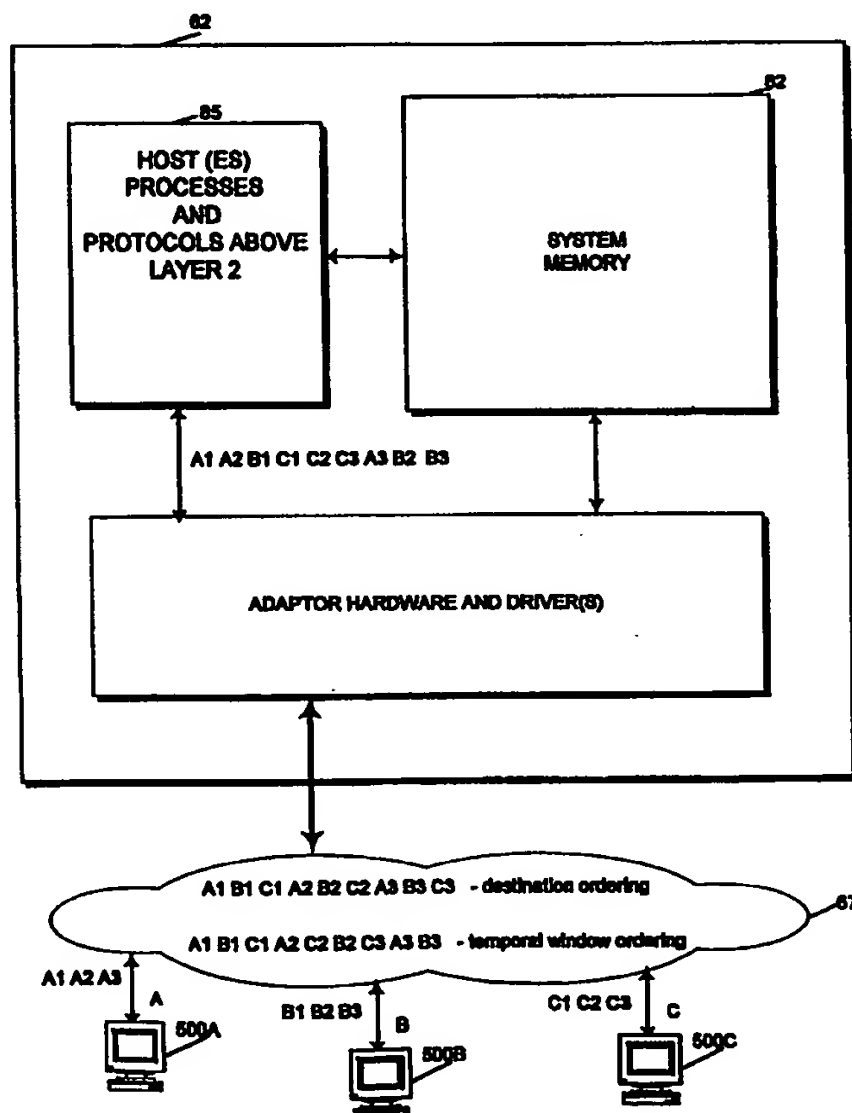 62
85
82
HOST (ES)
PROCESSES
AND
PROTOCOLS ABOVE
LAYER 2
SYSTEM
MEMORY
A1 A2 B1 C1 C2 C3 A3 B2 B3
ADAPTOR HARDWARE AND DRIVER(S)
A1 B1 C1 A2 B2 C2 A3 B3 C3 - destination ordering
67
A1 B1 C1 A2 C2 B2 C3 A3 B3 - temporal window ordering
A1 A2 A3
A
B1 B2 B3
B
C1 C2 C3
C
500A
500B
500C